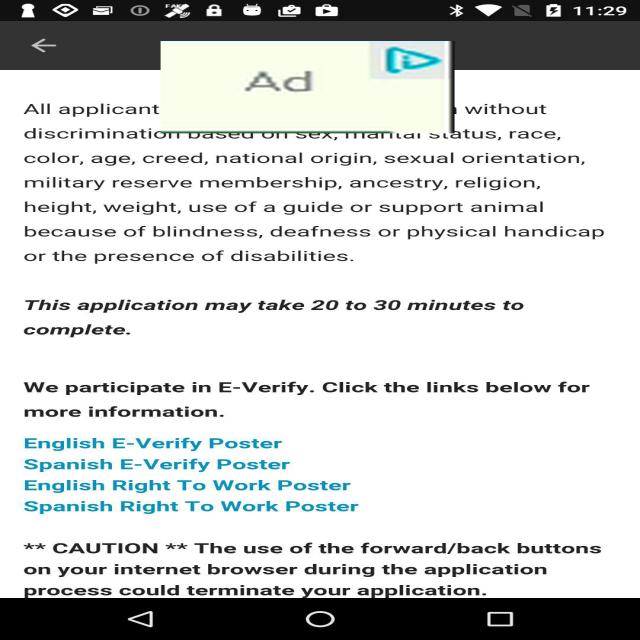 11:29
Ad
All applicant without
discrimination based on sex, marital status, race,
color, age, creed, national origin, sexual orientation,
military reserve membership, ancestry, religion,
height, weight, use of a guide or support animal
because of blindness, deafness or physical handicap
or the presence of disabilities.
This application may take 20 to 30 minutes to
complete.
We participate in E-Verify. Click the links below for
more information.
English E-Verify Poster
Spanish E-Verify Poster
English Right To Work Poster
Spanish Right To Work Poster
** CAUTION ** The use of the forward/back buttons
on your internet browser during the application
process could terminate your application.